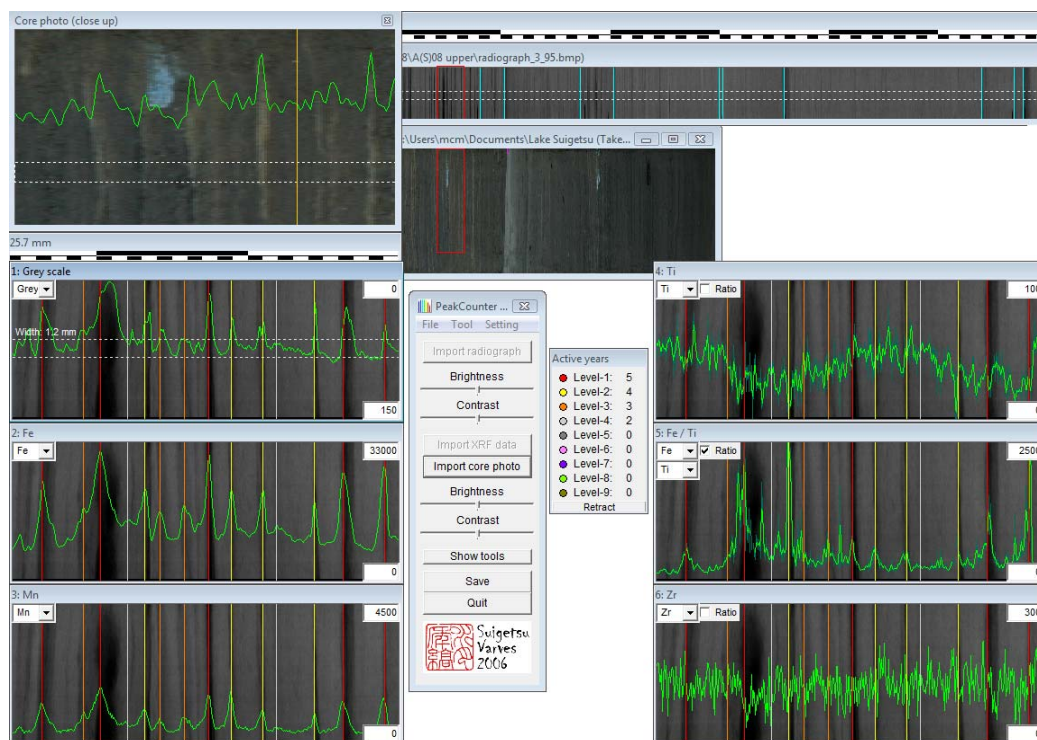 Core photo (close up)
8\A(S)08 upper\radiograph_3_95.bmp)
:\Users\mcm\Documents\Lake Suigetsu (Take...
25.7 mm
1: Grey scale
Grey
0
Width: 1.2 mm
150
2: Fe
Fe
33000
0
3: Mn
Mn
4500
0
PeakCounter ...
File Tool Setting
Import radiograph
Brightness
Contrast
Import XRF data
Import core photo
Brightness
Contrast
Show tools
Save
Quit
Suigetsu
Varves
2006
Active years
Level-1: 5
Level-2: 4
Level-3: 3
Level-4: 2
Level-5: 0
Level-6: 0
Level-7: 0
Level-8: 0
Level-9: 0
Retract
4: Ti
Ti
Ratio
100
5: Fe / Ti
Fe
Ratio
2500
Ti
6: Zr
Zr
Ratio
300